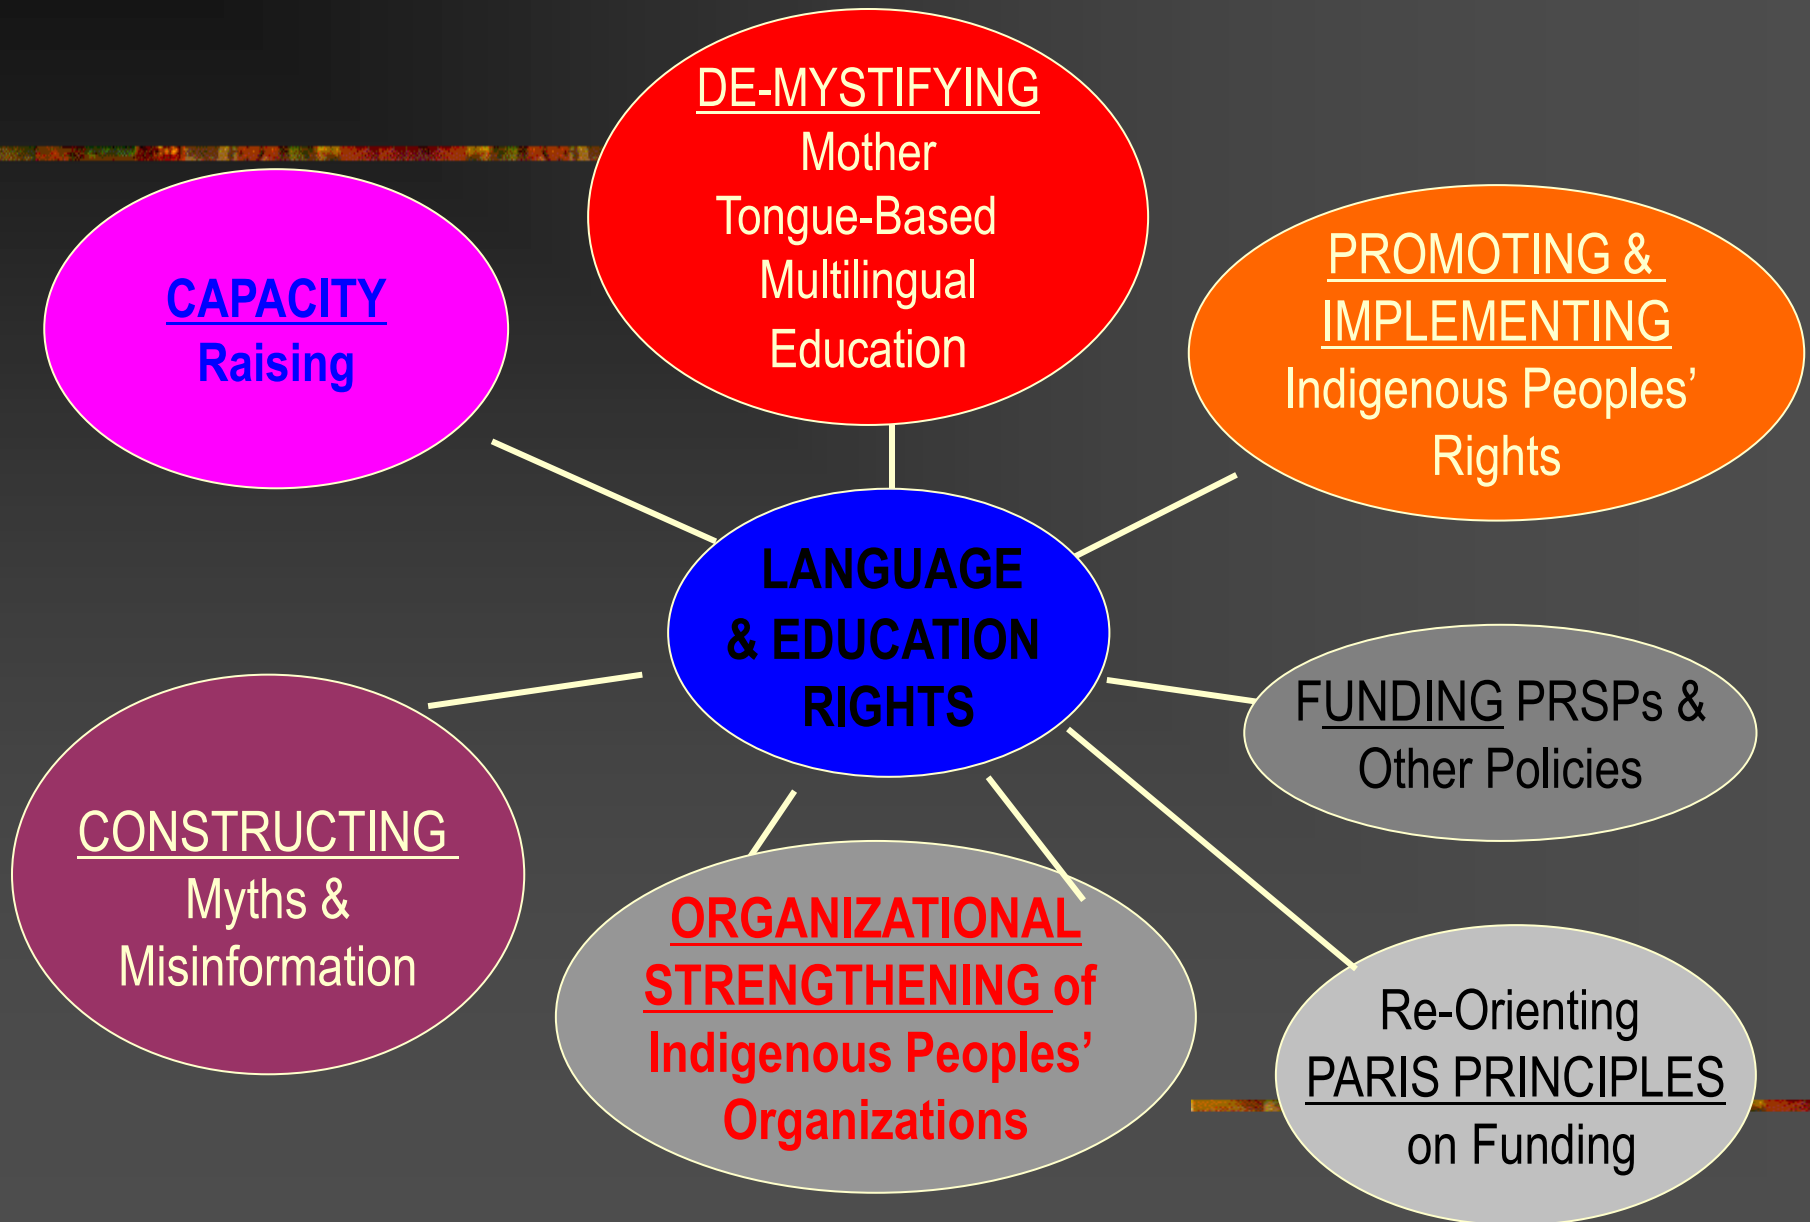 DE-MYSTIFYING
Mother
Tongue-Based
Multilingual
Education
CAPACITY
Raising
PROMOTING &
IMPLEMENTING
Indigenous Peoples’
Rights
LANGUAGE
& EDUCATION
RIGHTS
FUNDING PRSPs &
Other Policies
CONSTRUCTING
Myths &
Misinformation
ORGANIZATIONAL
STRENGTHENING of
Indigenous Peoples’
Organizations
Re-Orienting
PARIS PRINCIPLES
on Funding